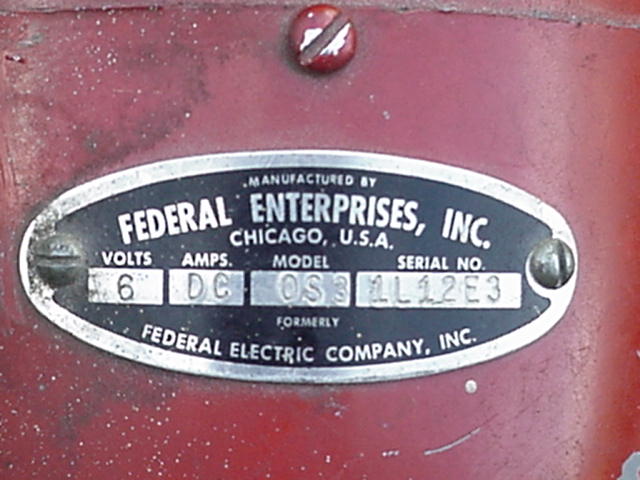 MANUFACTURED BY
FEDERAL ENTERPRISES, INC.
CHICAGO, U.S.A.
VOLTS AMPS. MODEL SERIAL NO.
6 DC OS3 1L12E3
FORMERLY
FEDERAL ELECTRIC COMPANY, INC.